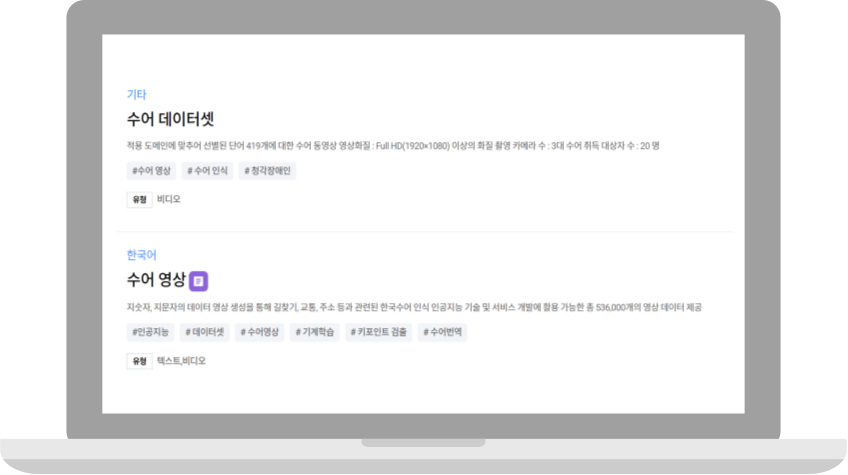 기타
수어 데이터셋
적용 도메인에 맞추어 선별된 단어 419개에 대한 수어 동영상 영상화질 : Full HD(1920×1080) 이상의 화질 촬영 카메라 수 : 3대 수어 취득 대상자 수 : 20 명
#수어 영상 # 수어 인식 # 청각장애인
유형 비디오
한국어
수어 영상
지숫자, 지문자의 데이터 영상 생성을 통해 길찾기, 교통, 주소 등과 관련된 한국수어 인식 인공지능 기술 및 서비스 개발에 활용 가능한 총 536,000개의 영상 데이터 제공
#인공지능 # 데이터셋 # 수어영상 # 기계학습 # 키포인트 검출 # 수어번역
유형 텍스트,비디오